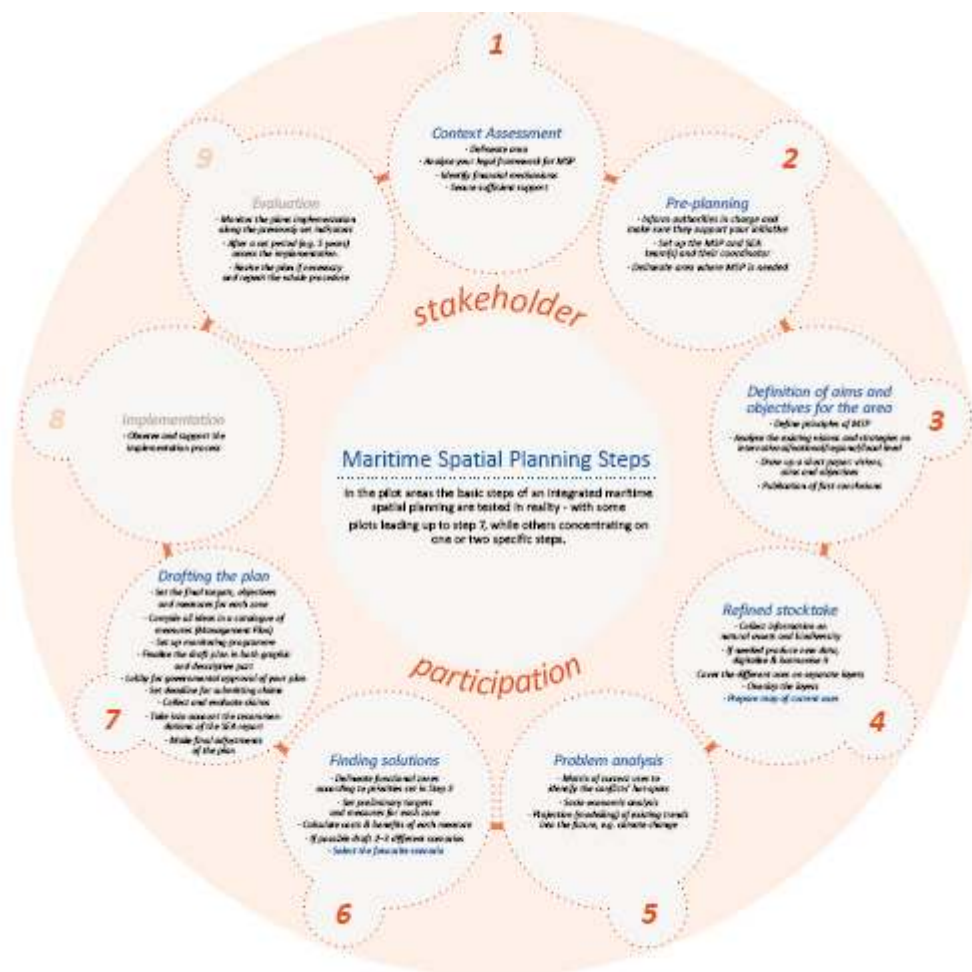 1
Context Assessment
- Delineate area
- Analyse your legal framework for MSP
- Identify financial mechanisms
- Secure sufficient support
2
Pre-planning
- Inform authorities in charge and
make sure they support your initiative
- Set up the MSP and SEA
team(s) and their coordinator
- Delineate area where MSP is needed
3
Definition of aims and
objectives for the area
- Define principles of MSP
- Analyse the existing visions and strategies on
international/national/regional/local level
- Draw up a short paper: visions,
aims and objectives
- Publication of first conclusions
4
Refined stocktake
- Collect information on
natural assets and biodiversity
- If needed produce new data,
digitalise & harmonise it
Cover the different uses on separate layers
- Overlay the layers
- Prepare map of current uses
5
Problem analysis
- Matrix of current uses to
identify the conflicts' hot-spots
- Socio-economic analysis
- Projection (modelling) of existing trends
into the future, e.g. climate change
6
Finding solutions
- Delineate functional zones
according to priorities set in Step 3
- Set preliminary targets
and measures for each zone
- Calculate costs & benefits of each measure
- If possible draft 2-3 different scenarios
- Select the favourite scenario
7
Drafting the plan
- Set the final targets, objectives
and measures for each zone
- Compile all ideas in a catalogue of
measures (Management Plan)
- Set up monitoring programme
- Finalise the draft plan in both graphic
and descriptive part
- Lobby for governmental approval of your plan
- Set deadline for submitting claims
- Collect and evaluate claims
- Take into account the recommen-
dations of the SEA report
- Make final adjustments
of the plan
8
Implementation
- Observe and support the
implementation process
9
Evaluation
- Monitor the plans implementation
along the previously set indicators
- After a set period (e.g. 5 years)
assess the implementation.
- Revise the plan if necessary
and repeat the whole procedure
stakeholder
Maritime Spatial Planning Steps
In the pilot areas the basic steps of an integrated maritime
spatial planning are tested in reality - with some
pilots leading up to step 7, while others concentrating on
one or two specific steps.
participation